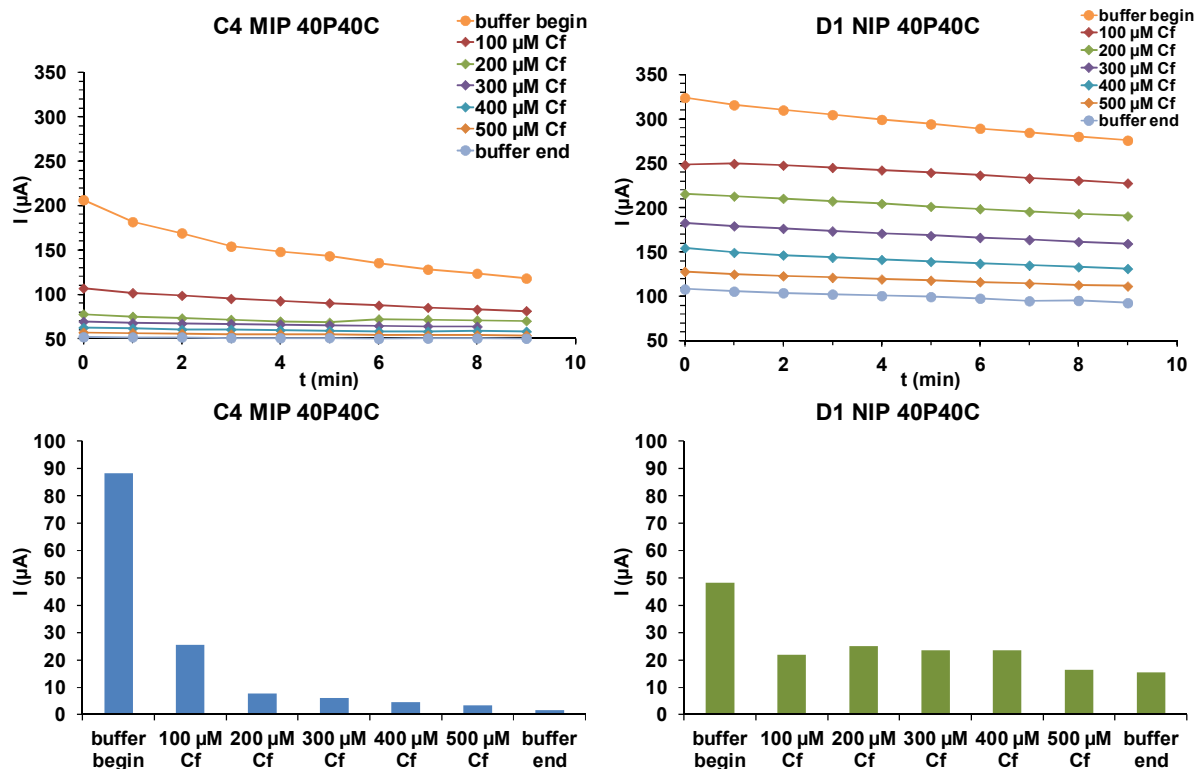 C4 MIP 40P40C
buffer begin
100 µM Cf
200 µM Cf
300 µM Cf
400 µM Cf
500 µM Cf
buffer end
350
300
250
200
150
100
50
I (µA)
0 2 4 6 8 10
t (min)
D1 NIP 40P40C
buffer begin
100 µM Cf
200 µM Cf
300 µM Cf
400 µM Cf
500 µM Cf
buffer end
350
300
250
200
150
100
50
I (µA)
0 2 4 6 8 10
t (min)
C4 MIP 40P40C
100
90
80
70
60
50
40
30
20
10
0
I (µA)
buffer 100 µM 200 µM 300 µM 400 µM 500 µM buffer
begin Cf Cf Cf Cf Cf end
D1 NIP 40P40C
100
90
80
70
60
50
40
30
20
10
0
I (µA)
buffer 100 µM 200 µM 300 µM 400 µM 500 µM buffer
begin Cf Cf Cf Cf Cf end